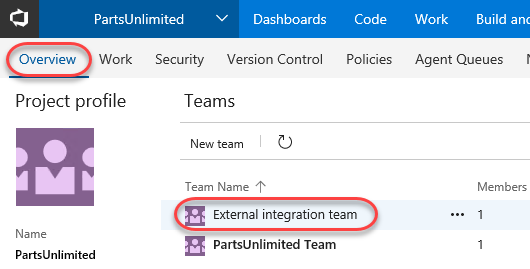 PartsUnlimited Dashboards Code Work Build and
Overview Work Security Version Control Policies Agent Queues
Project profile
Teams
New team
Team Name Members
External integration team ••• 1
PartsUnlimited Team 1
Name
PartsUnlimited